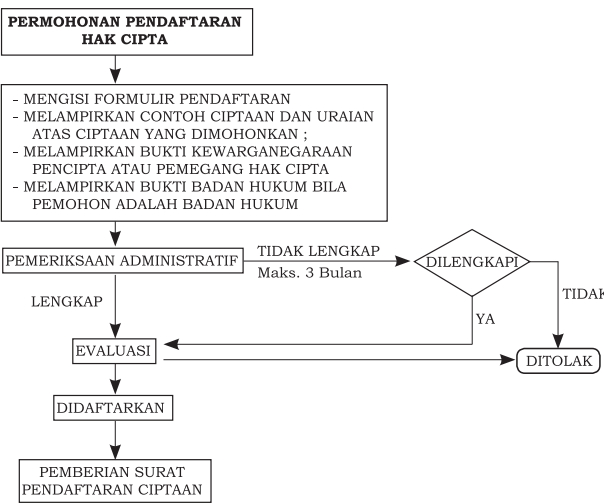 PERMOHONAN PENDAFTARAN
HAK CIPTA
- MENGISI FORMULIR PENDAFTARAN
- MELAMPIRKAN CONTOH CIPTAAN DAN URAIAN
ATAS CIPTAAN YANG DIMOHONKAN ;
- MELAMPIRKAN BUKTI KEWARGANEGARAAN
PENCIPTA ATAU PEMEGANG HAK CIPTA
- MELAMPIRKAN BUKTI BADAN HUKUM BILA
PEMOHON ADALAH BADAN HUKUM
PEMERIKSAAN ADMINISTRATIF
TIDAK LENGKAP
Maks. 3 Bulan
DILENGKAPI
TIDAK
LENGKAP
YA
EVALUASI
DITOLAK
DIDAFTARKAN
PEMBERIAN SURAT
PENDAFTARAN CIPTAAN